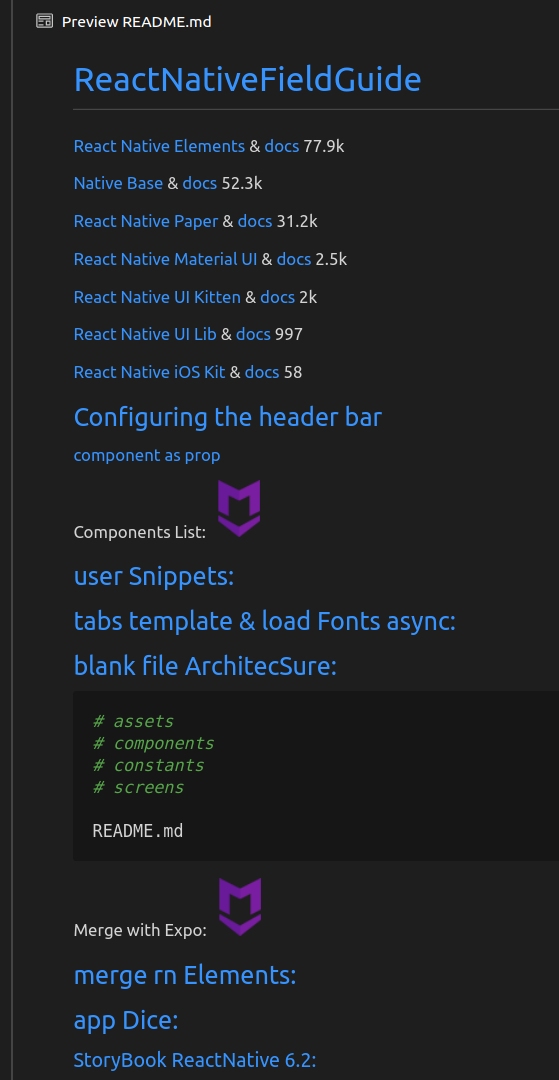 Preview README.md
ReactNativeFieldGuide
React Native Elements & docs 77.9k
Native Base & docs 52.3k
React Native Paper & docs 31.2k
React Native Material UI & docs 2.5k
React Native UI Kitten & docs 2k
React Native UI Lib & docs 997
React Native iOS Kit & docs 58
Configuring the header bar
component as prop
Components List:
user Snippets:
tabs template & load Fonts async:
blank file ArchitecSure:
# assets
# components
# constants
# screens
README.md
Merge with Expo:
merge rn Elements:
app Dice:
StoryBook ReactNative 6.2: